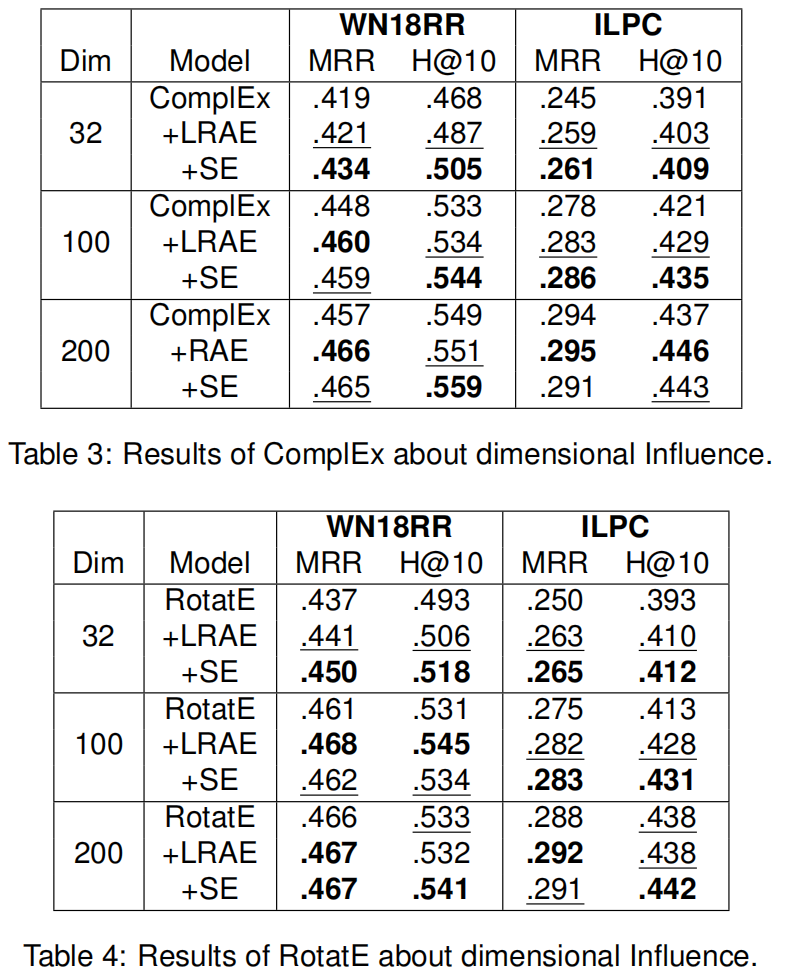 WN18RR ILPC
Dim Model MRR H@10 MRR H@10
ComplEx .419 .468 .245 .391
32 +LRAE .421 .487 .259 .403
+SE .434 .505 .261 .409
ComplEx .448 .533 .278 .421
100 +LRAE .460 .534 .283 .429
+SE .459 .544 .286 .435
ComplEx .457 .549 .294 .437
200 +RAE .466 .551 .295 .446
+SE .465 .559 .291 .443
Table 3: Results of ComplEx about dimensional Influence.
WN18RR ILPC
Dim Model MRR H@10 MRR H@10
RotatE .437 .493 .250 .393
32 +LRAE .441 .506 .263 .410
+SE .450 .518 .265 .412
RotatE .461 .531 .275 .413
100 +LRAE .468 .545 .282 .428
+SE .462 .534 .283 .431
RotatE .466 .533 .288 .438
200 +LRAE .467 .532 .292 .438
+SE .467 .541 .291 .442
Table 4: Results of RotatE about dimensional Influence.